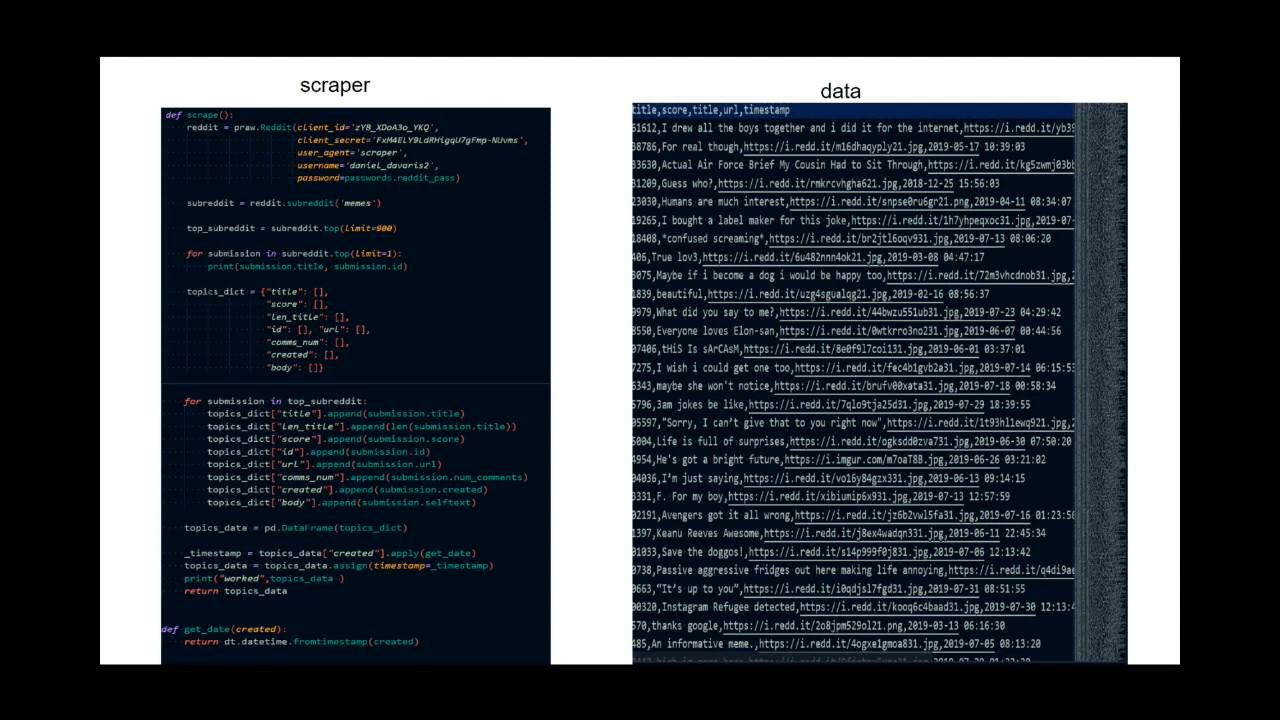 scraper
def scrape():
reddit = praw.Reddit(client_id='zY8_XDoA3o_YKQ',
client_secret='FxM4ELY9LdRHigqU7gFmp-NUvms',
user_agent='scraper',
username='daniel_davoris2',
password=passwords.reddit_pass)
subreddit = reddit.subreddit('memes')
top_subreddit = subreddit.top(limit=900)
for submission in subreddit.top(limit=1):
print(submission.title, submission.id)
topics_dict = {"title": [],
"score": [],
"len_title": [],
"id": [], "url": [],
"comms_num": [],
"created": [],
"body": []}
for submission in top_subreddit:
topics_dict["title"].append(submission.title)
topics_dict["len_title"].append(len(submission.title))
topics_dict["score"].append(submission.score)
topics_dict["id"].append(submission.id)
topics_dict["url"].append(submission.url)
topics_dict["comms_num"].append(submission.num_comments)
topics_dict["created"].append(submission.created)
topics_dict["body"].append(submission.selftext)
topics_data = pd.DataFrame(topics_dict)
_timestamp = topics_data["created"].apply(get_date)
topics_data = topics_data.assign(timestamp=_timestamp)
print("worked",topics_data )
return topics_data
def get_date(created):
return dt.datetime.fromtimestamp(created)
data
title,score,title,url,timestamp
61612,I drew all the boys together and i did it for the internet,https://i.redd.it/yb39
38786,For real though,https://i.redd.it/m16dhaqyply21.jpg,2019-05-17 10:39:03
33630,Actual Air Force Brief My Cousin Had to Sit Through,https://i.redd.it/kg5zwmj03bb
31209,Guess who?,https://i.redd.it/rmkrcvhgha621.jpg,2018-12-25 15:56:03
23030,Humans are much interest,https://i.redd.it/snpse0ru6gr21.png,2019-04-11 08:34:07
19265,I bought a label maker for this joke,https://i.redd.it/1h7yhpeqxoc31.jpg,2019-07-
18408,*confused screaming*,https://i.redd.it/br2jtl6oqv931.jpg,2019-07-13 08:06:20
406,True lov3,https://i.redd.it/6u482nnn4ok21.jpg,2019-03-08 04:47:17
3075,Maybe if i become a dog i would be happy too,https://i.redd.it/72m3vhcdnob31.jpg,2
1839,beautiful,https://i.redd.it/uzg4sgualqg21.jpg,2019-02-16 08:56:37
9979,What did you say to me?,https://i.redd.it/44bwzu551ub31.jpg,2019-07-23 04:29:42
8550,Everyone loves Elon-san,https://i.redd.it/0wtkrro3no231.jpg,2019-06-07 00:44:56
07406,tHiS Is sArCAsM,https://i.redd.it/8e0f9l7coi131.jpg,2019-06-01 03:37:01
7275,I wish i could get one too,https://i.redd.it/fec4b1gvb2a31.jpg,2019-07-14 06:15:53
6343,maybe she won't notice,https://i.redd.it/brufv00xata31.jpg,2019-07-18 00:58:34
5796,3am jokes be like,https://i.redd.it/7qlo9tja25d31.jpg,2019-07-29 18:39:55
05597,"Sorry, I can't give that to you right now",https://i.redd.it/1t93hl1ewq921.jpg,
5004,Life is full of surprises,https://i.redd.it/ogksdd0zva731.jpg,2019-06-30 07:50:20
4954,He's got a bright future,https://i.imgur.com/m7oaT8B.jpg,2019-06-26 03:21:02
04036,I'm just saying,https://i.redd.it/vo16y84gzx331.jpg,2019-06-13 09:14:15
3331,F. For my boy,https://i.redd.it/xibiumip6x931.jpg,2019-07-13 12:57:59
02191,Avengers got it all wrong,https://i.redd.it/jz6b2vwl5fa31.jpg,2019-07-16 01:23:56
1397,Keanu Reeves Awesome,https://i.redd.it/j8ex4wadqn331.jpg,2019-06-11 22:45:34
01033,Save the doggos!,https://i.redd.it/s14p999f0j831.jpg,2019-07-06 12:13:42
0738,Passive aggressive fridges out here making life annoying,https://i.redd.it/q4di9ae
0663,“It's up to you”,https://i.redd.it/i0qdjsl7fgd31.jpg,2019-07-31 08:51:55
00320,Instagram Refugee detected,https://i.redd.it/kooq6c4baad31.jpg,2019-07-30 12:13:4
570,thanks google,https://i.redd.it/2o8jpm529ol21.png,2019-03-13 06:16:30
485,An informative meme.,https://i.redd.it/4ogxe1gmoa831.jpg,2019-07-05 08:13:20